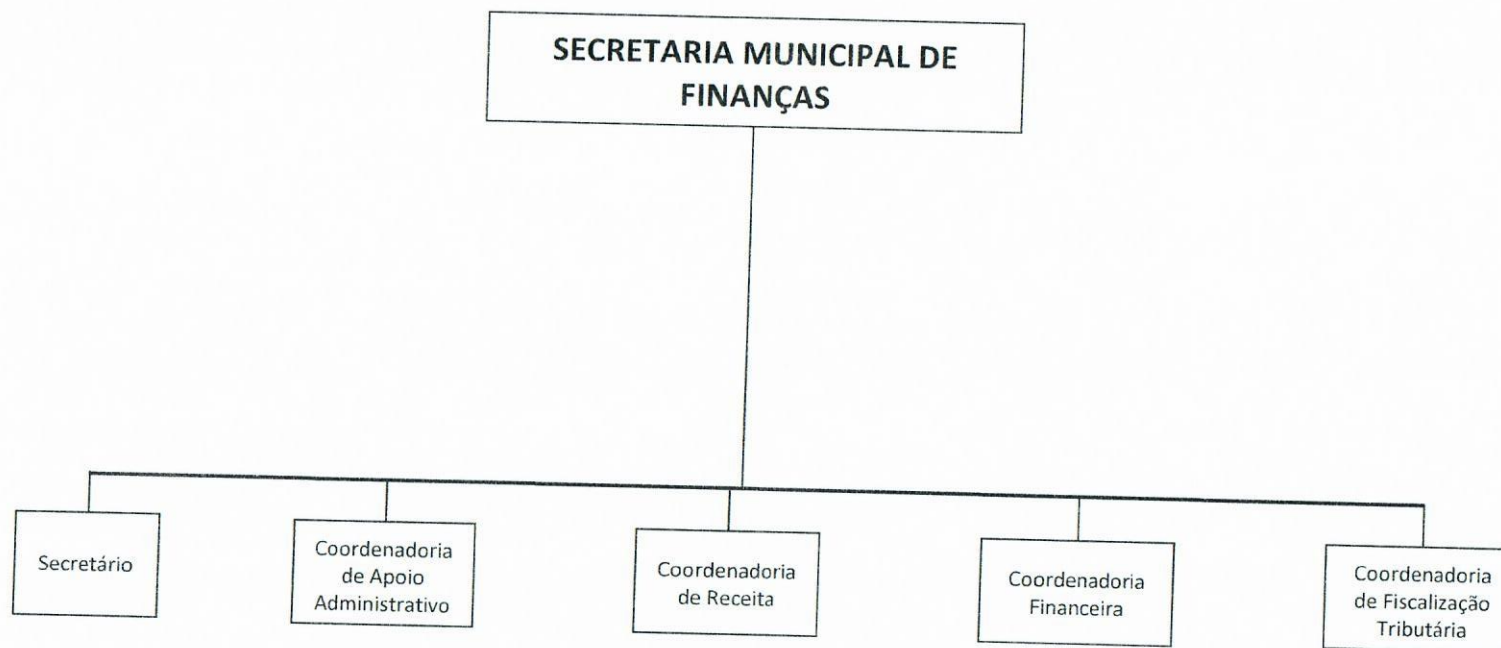 SECRETARIA MUNICIPAL DE
FINANÇAS
Secretário
Coordenadoria
de Apoio
Administrativo
Coordenadoria
de Receita
Coordenadoria
Financeira
Coordenadoria
de Fiscalização
Tributária